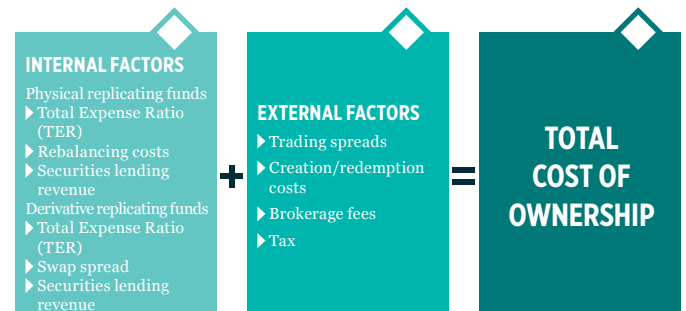 INTERNAL FACTORS
Physical replicating funds
Total Expense Ratio
(TER)
Rebalancing costs
Securities lending
revenue
Derivative replicating funds
Total Expense Ratio
(TER)
Swap spread
Securities lending
revenue
+
EXTERNAL FACTORS
Trading spreads
Creation/redemption
costs
Brokerage fees
Tax
=
TOTAL
COST OF
OWNERSHIP